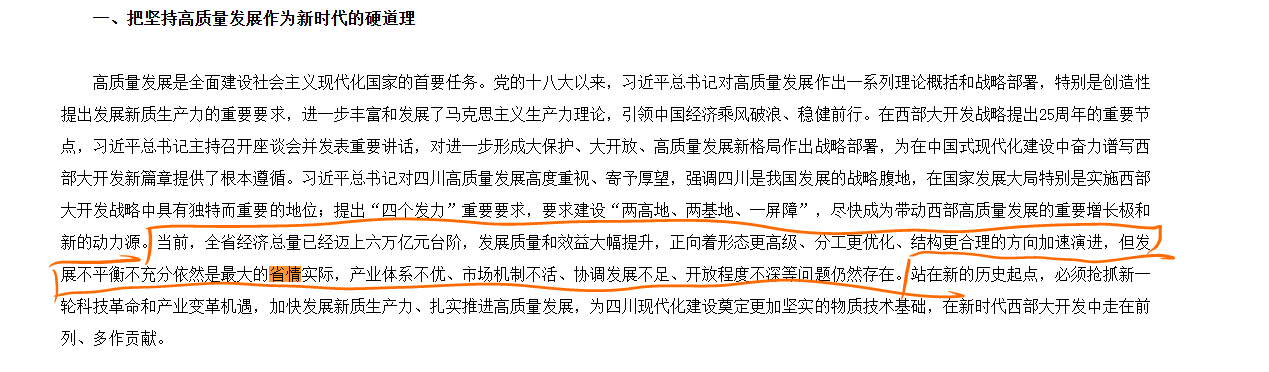 一、把坚持高质量发展作为新时代的硬道理
高质量发展是全面建设社会主义现代化国家的首要任务。党的十八大以来，习近平总书记对高质量发展作出一系列理论概括和战略部署，特别是创造性
提出发展新质生产力的重要要求，进一步丰富和发展了马克思主义生产力理论，引领中国经济乘风破浪、稳健前行。在西部大开发战略提出25周年的重要节
点，习近平总书记主持召开座谈会并发表重要讲话，对进一步形成大保护、大开放、高质量发展新格局作出战略部署，为在中国式现代化建设中奋力谱写西
部大开发新篇章提供了根本遵循。习近平总书记对四川高质量发展高度重视、寄予厚望，强调四川是我国发展的战略腹地，在国家发展大局特别是实施西部
大开发战略中具有独特而重要的地位；提出“四个发力”重要要求，要求建设“两高地、两基地、一屏障”，尽快成为带动西部高质量发展的重要增长极和
新的动力源。当前，全省经济总量已经迈上六万亿元台阶，发展质量和效益大幅提升，正向着形态更高级、分工更优化、结构更合理的方向加速演进，但发
展不平衡不充分依然是最大的省情实际，产业体系不优、市场机制不活、协调发展不足、开放程度不深等问题仍然存在。站在新的历史起点，必须抢抓新一
轮科技革命和产业变革机遇，加快发展新质生产力、扎实推进高质量发展，为四川现代化建设奠定更加坚实的物质技术基础，在新时代西部大开发中走在前
列、多作贡献。